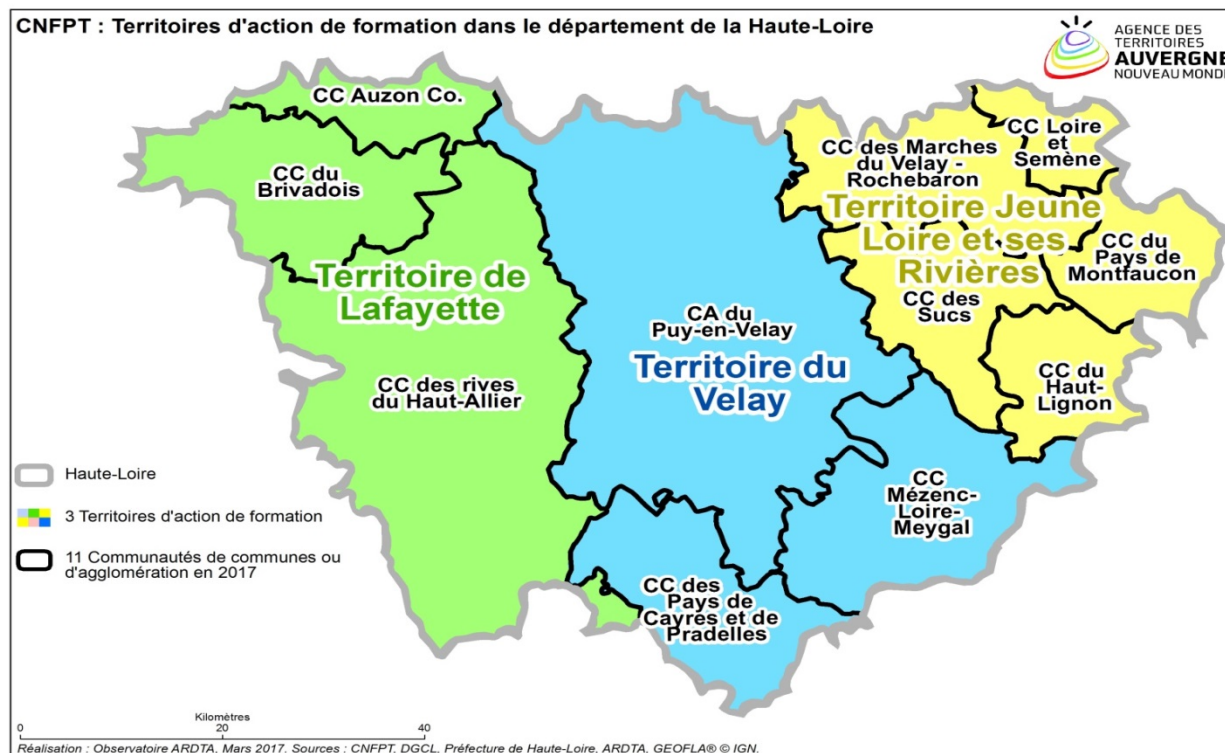 CNFPT : Territoires d'action de formation dans le département de la Haute-Loire
AGENCE DES
TERRITOIRES
AUVERGNE
NOUVEAU MONDE
CC Auzon Co.
CC du
Brivadois
CC des Marches
du Velay -
Rochebaron
CC Loire
et
Semène
Territoire Jeune
Loire et ses
Rivières
CC du
Pays de
Montfaucon
Territoire de
Lafayette
CC des
Sucs
CA du
Puy-en-Velay
Territoire du
Velay
CC des rives
du Haut-Allier
CC du
Haut-
Lignon
CC
Mézenc-
Loire-
Meygal
CC des
Pays de
Cayres et de
Pradelles
Haute-Loire
3 Territoires d'action de formation
11 Communautés de communes ou
d'agglomération en 2017
Kilomètres
0 20 40
Réalisation : Observatoire ARDTA, Mars 2017. Sources : CNFPT, DGCL, Préfecture de Haute-Loire, ARDTA, GEOFLA® © IGN.